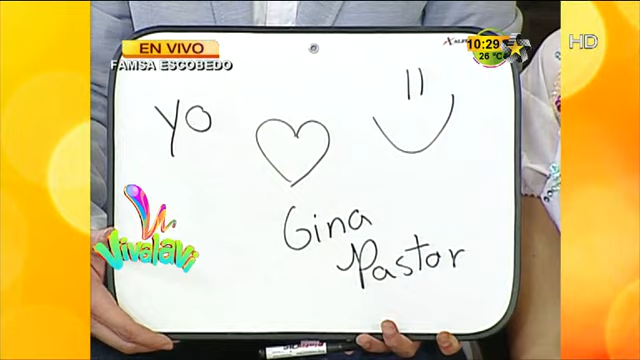 EN VIVO
FAMSA ESCOBEDO
10:29
26 °C
HD
yo
Gina
Pastor
Vivalavi